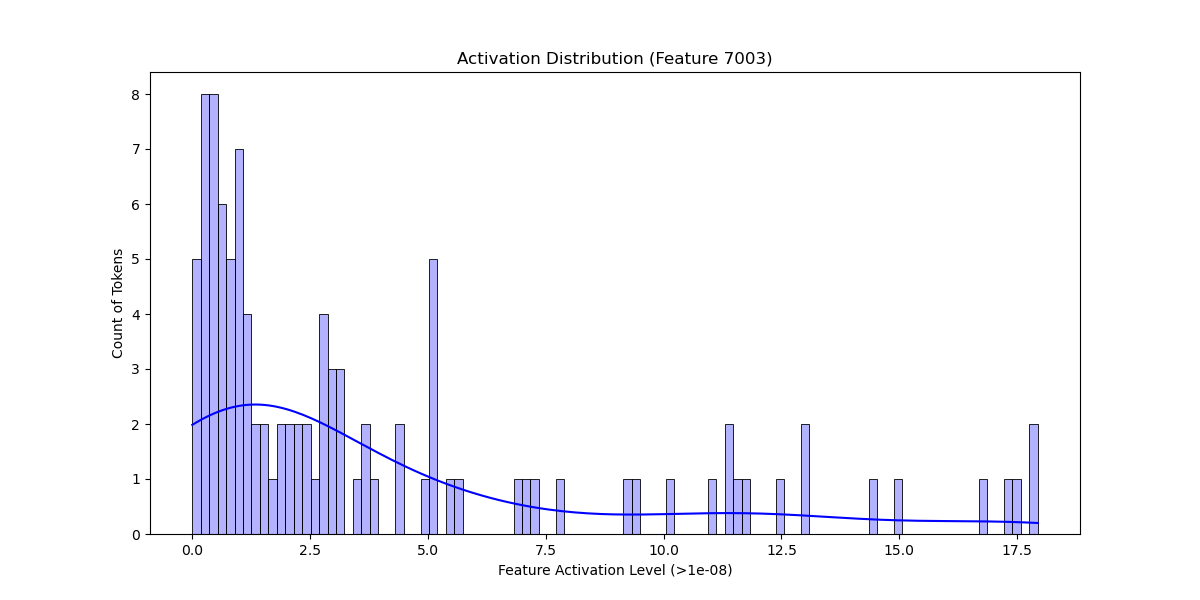 Activation Distribution (Feature 7003)
8
7
6
5
4
3
2
1
0
Count of Tokens
0.0 2.5 5.0 7.5 10.0 12.5 15.0 17.5
Feature Activation Level (>1e-08)